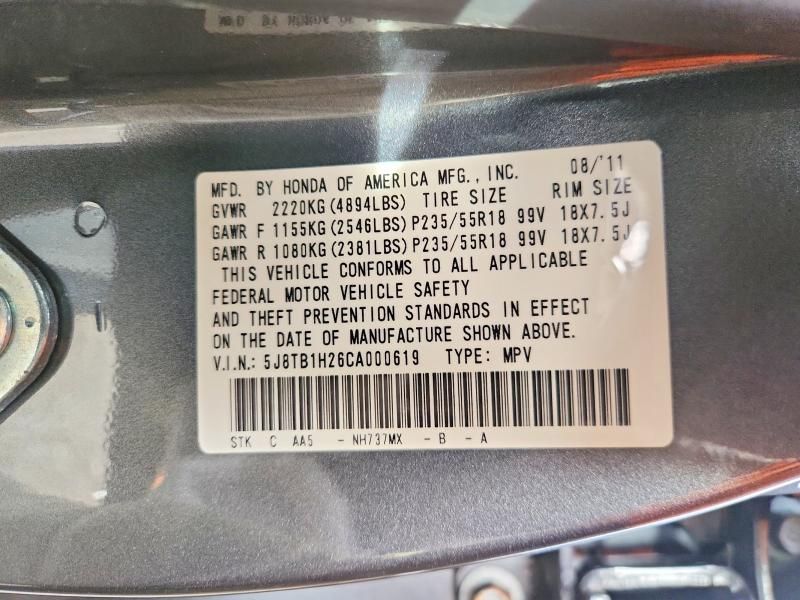 MFD. BY HONDA OF AMERICA MFG., INC. 08/'11
GVWR 2220KG (4894LBS) TIRE SIZE RIM SIZE
GAWR F 1155KG (2546LBS) P235/55R18 99V 18X7.5J
GAWR R 1080KG (2381LBS) P235/55R18 99V 18X7.5J
THIS VEHICLE CONFORMS TO ALL APPLICABLE
FEDERAL MOTOR VEHICLE SAFETY
AND THEFT PREVENTION STANDARDS IN EFFECT
ON THE DATE OF MANUFACTURE SHOWN ABOVE.
V.I.N.: 5J8TB1H26CA000619 TYPE: MPV
STK C AA5 - NH737MX - B - A